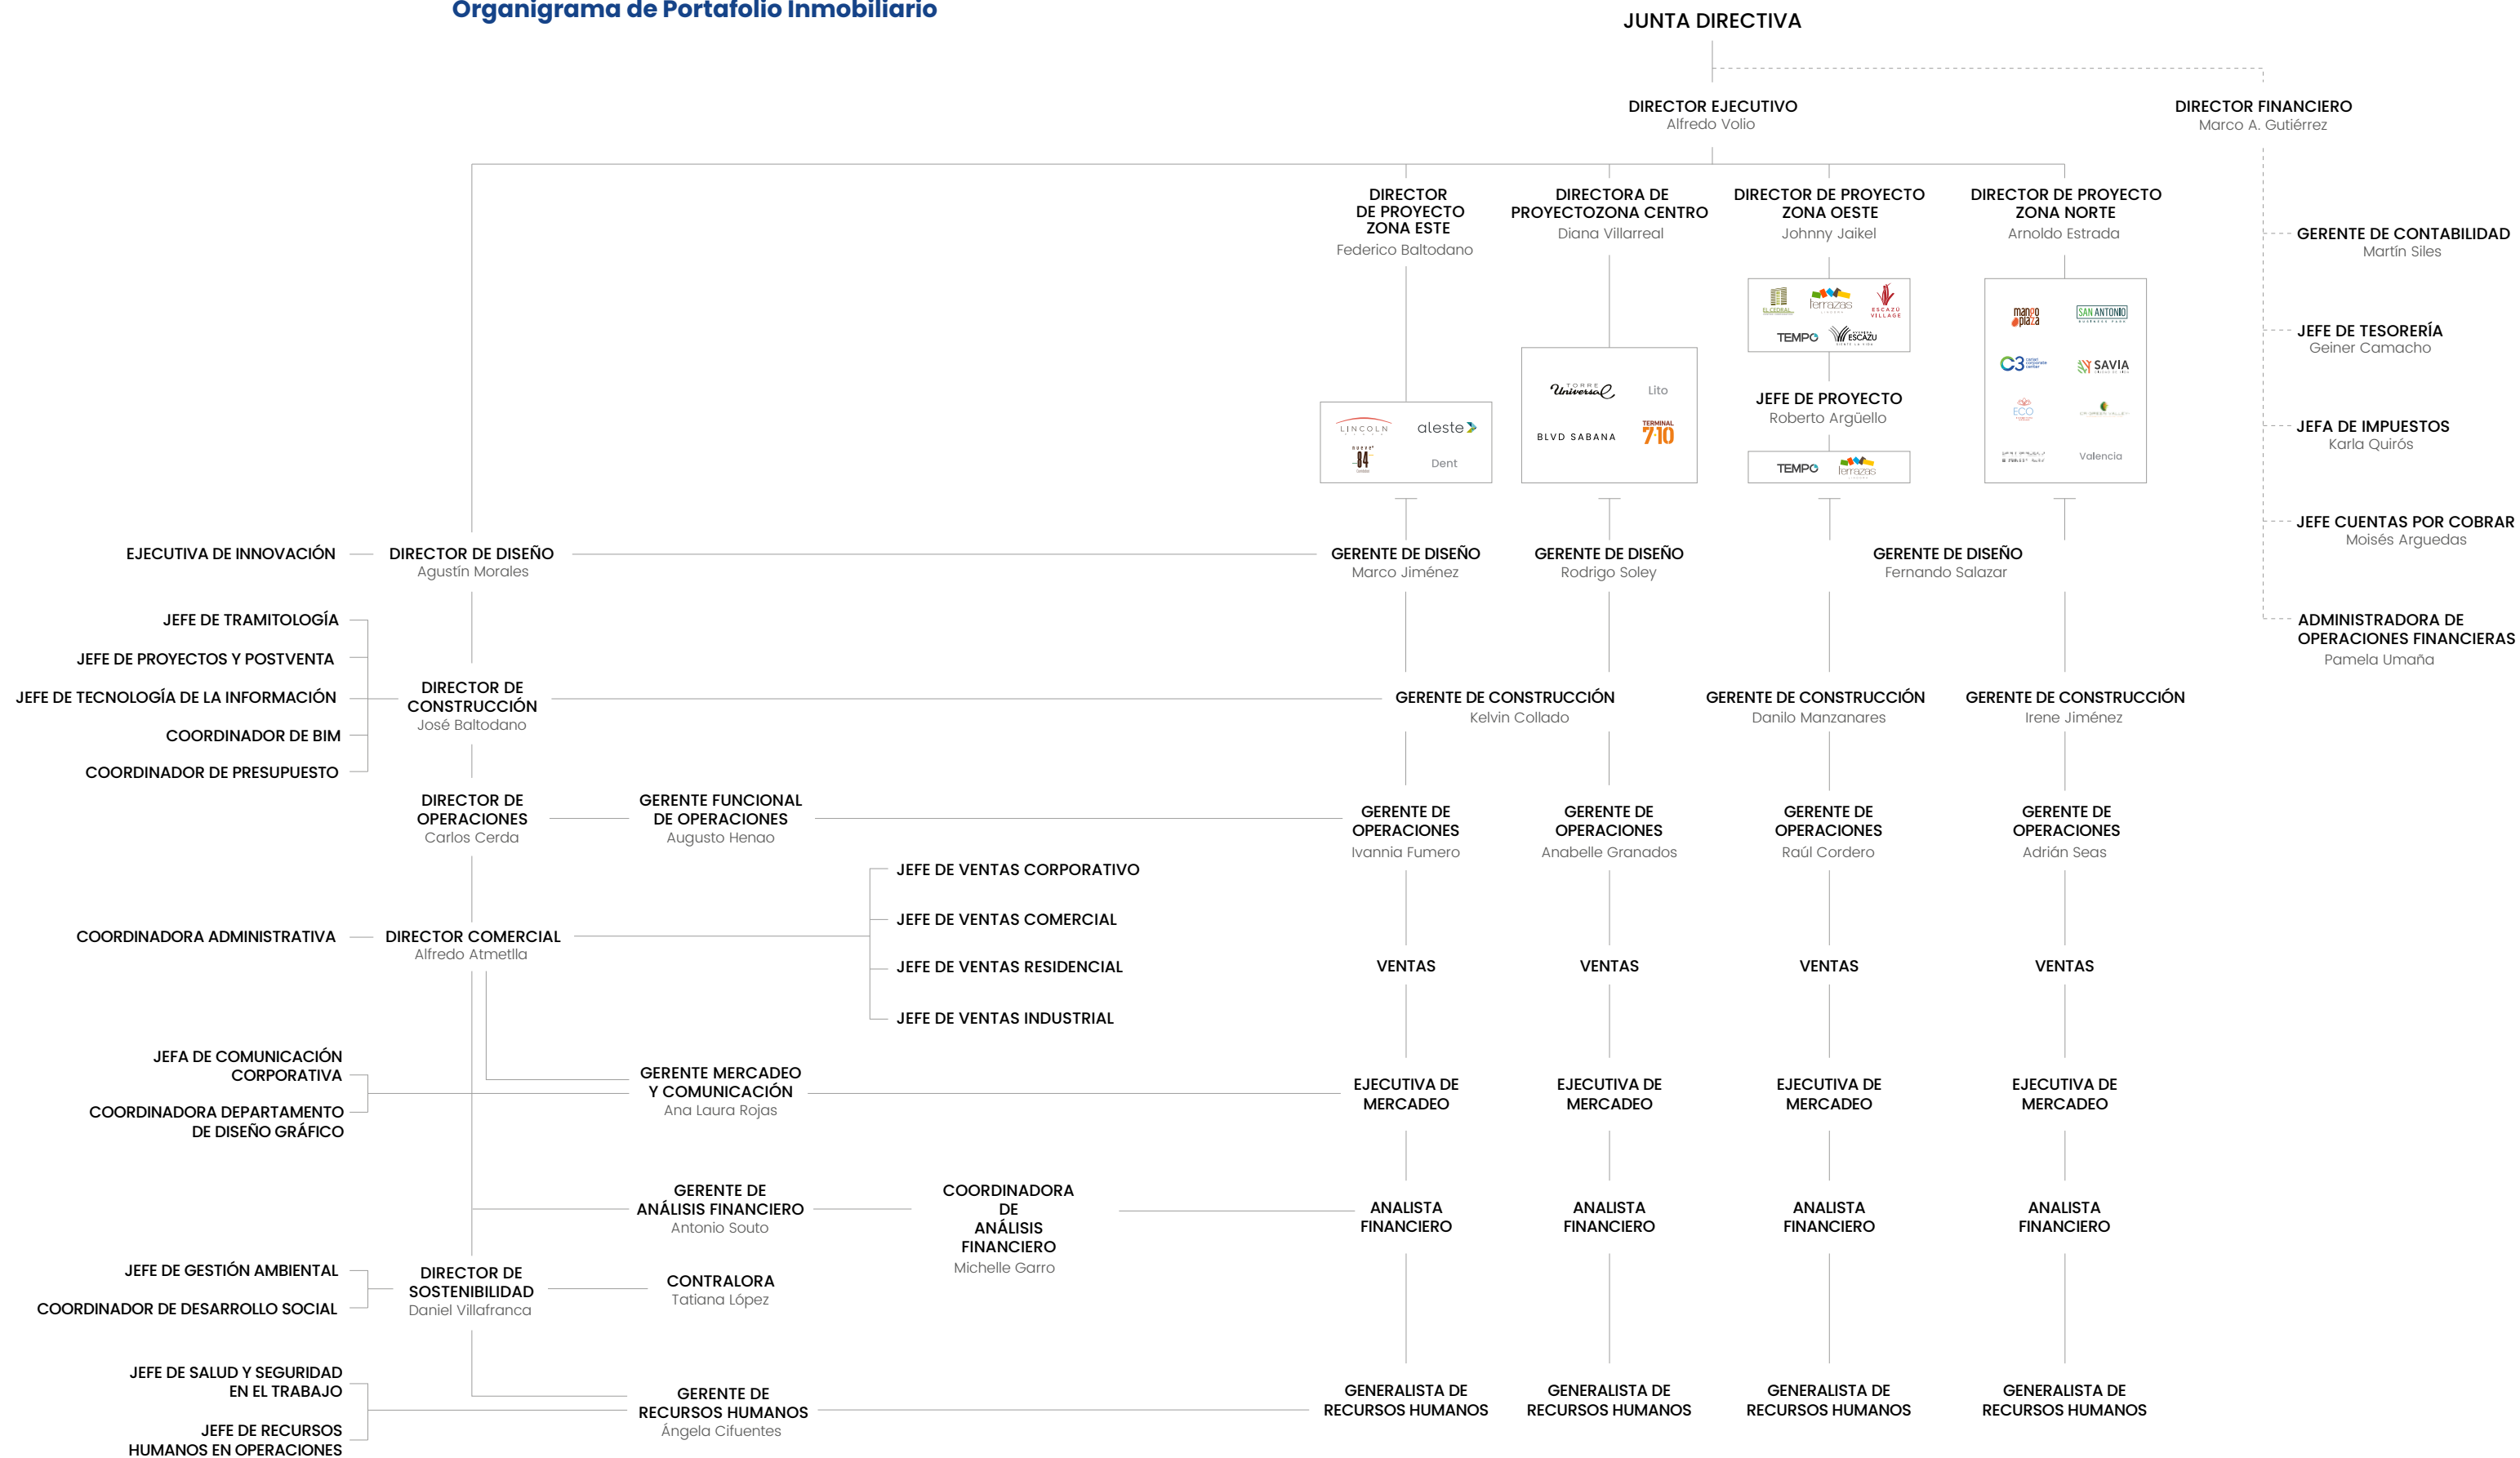 Organigrama de Portafolio Inmobiliario
JUNTA DIRECTIVA
DIRECTOR EJECUTIVO
Alfredo Volio
DIRECTOR FINANCIERO
Marco A. Gutiérrez
DIRECTOR
DE PROYECTO
ZONA ESTE
Federico Baltodano
DIRECTORA DE
PROYECTOZONA CENTRO
Diana Villarreal
DIRECTOR DE PROYECTO
ZONA OESTE
Johnny Jaikel
DIRECTOR DE PROYECTO
ZONA NORTE
Arnoldo Estrada
GERENTE DE CONTABILIDAD
Martín Siles
JEFE DE TESORERÍA
Geiner Camacho
JEFA DE IMPUESTOS
Karla Quirós
JEFE CUENTAS POR COBRAR
Moisés Arguedas
ADMINISTRADORA DE
OPERACIONES FINANCIERAS
Pamela Umaña
LINCOLN
aleste
84
Dent
TORRE
Universal
Lito
BLVD SABANA
TERMINAL
7·10
EL CEDRAL
Terrazas
ESCAZÚ
VILLAGE
TEMPO
ESCAZU
JEFE DE PROYECTO
Roberto Argüello
TEMPO
Terrazas
mango
plaza
SAN ANTONIO
BUSINESS PARK
C3
SAVIA
ECO
Valencia
EJECUTIVA DE INNOVACIÓN
DIRECTOR DE DISEÑO
Agustín Morales
GERENTE DE DISEÑO
Marco Jiménez
GERENTE DE DISEÑO
Rodrigo Soley
GERENTE DE DISEÑO
Fernando Salazar
JEFE DE TRAMITOLOGÍA
JEFE DE PROYECTOS Y POSTVENTA
JEFE DE TECNOLOGÍA DE LA INFORMACIÓN
COORDINADOR DE BIM
COORDINADOR DE PRESUPUESTO
DIRECTOR DE
CONSTRUCCIÓN
José Baltodano
GERENTE DE CONSTRUCCIÓN
Kelvin Collado
GERENTE DE CONSTRUCCIÓN
Danilo Manzanares
GERENTE DE CONSTRUCCIÓN
Irene Jiménez
DIRECTOR DE
OPERACIONES
Carlos Cerda
GERENTE FUNCIONAL
DE OPERACIONES
Augusto Henao
GERENTE DE
OPERACIONES
Ivannia Fumero
GERENTE DE
OPERACIONES
Anabelle Granados
GERENTE DE
OPERACIONES
Raúl Cordero
GERENTE DE
OPERACIONES
Adrián Seas
COORDINADORA ADMINISTRATIVA
DIRECTOR COMERCIAL
Alfredo Atmetlla
JEFE DE VENTAS CORPORATIVO
JEFE DE VENTAS COMERCIAL
JEFE DE VENTAS RESIDENCIAL
JEFE DE VENTAS INDUSTRIAL
VENTAS
VENTAS
VENTAS
VENTAS
JEFA DE COMUNICACIÓN
CORPORATIVA
COORDINADORA DEPARTAMENTO
DE DISEÑO GRÁFICO
GERENTE MERCADEO
Y COMUNICACIÓN
Ana Laura Rojas
EJECUTIVA DE
MERCADEO
EJECUTIVA DE
MERCADEO
EJECUTIVA DE
MERCADEO
EJECUTIVA DE
MERCADEO
GERENTE DE
ANÁLISIS FINANCIERO
Antonio Souto
COORDINADORA
DE
ANÁLISIS
FINANCIERO
Michelle Garro
ANALISTA
FINANCIERO
ANALISTA
FINANCIERO
ANALISTA
FINANCIERO
ANALISTA
FINANCIERO
JEFE DE GESTIÓN AMBIENTAL
COORDINADOR DE DESARROLLO SOCIAL
DIRECTOR DE
SOSTENIBILIDAD
Daniel Villafranca
CONTRALORA
Tatiana López
JEFE DE SALUD Y SEGURIDAD
EN EL TRABAJO
JEFE DE RECURSOS
HUMANOS EN OPERACIONES
GERENTE DE
RECURSOS HUMANOS
Ángela Cifuentes
GENERALISTA DE
RECURSOS HUMANOS
GENERALISTA DE
RECURSOS HUMANOS
GENERALISTA DE
RECURSOS HUMANOS
GENERALISTA DE
RECURSOS HUMANOS